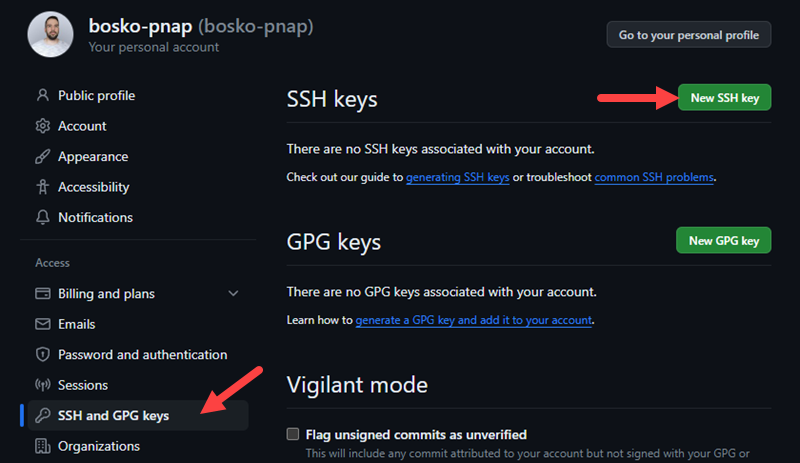 bosko-pnap (bosko-pnap)
Your personal account
Go to your personal profile
Public profile
Account
Appearance
Accessibility
Notifications
Access
Billing and plans
Emails
Password and authentication
Sessions
SSH and GPG keys
Organizations
SSH keys
New SSH key
There are no SSH keys associated with your account.
Check out our guide to generating SSH keys or troubleshoot common SSH problems.
GPG keys
New GPG key
There are no GPG keys associated with your account.
Learn how to generate a GPG key and add it to your account.
Vigilant mode
Flag unsigned commits as unverified
This will include any commit attributed to your account but not signed with your GPG or